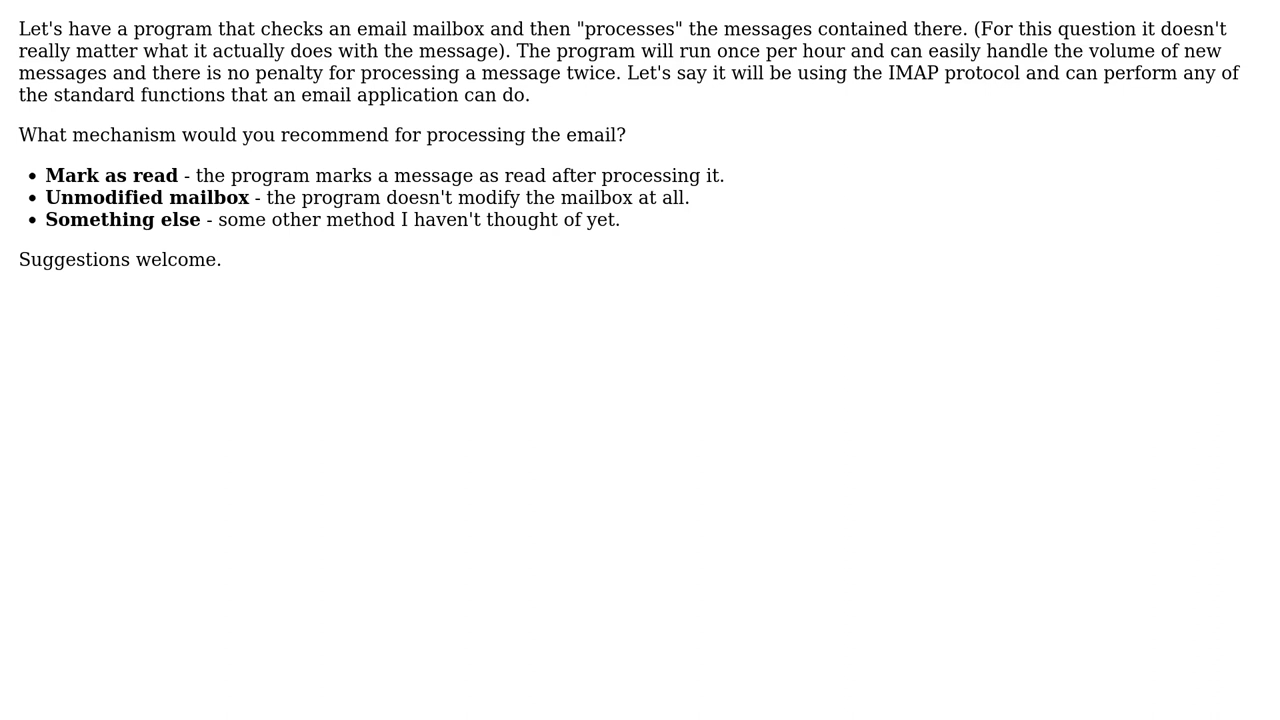 Let's have a program that checks an email mailbox and then "processes" the messages contained there. (For this question it doesn't
really matter what it actually does with the message). The program will run once per hour and can easily handle the volume of new
messages and there is no penalty for processing a message twice. Let's say it will be using the IMAP protocol and can perform any of
the standard functions that an email application can do.
What mechanism would you recommend for processing the email?
• Mark as read - the program marks a message as read after processing it.
• Unmodified mailbox - the program doesn't modify the mailbox at all.
• Something else - some other method I haven't thought of yet.
Suggestions welcome.